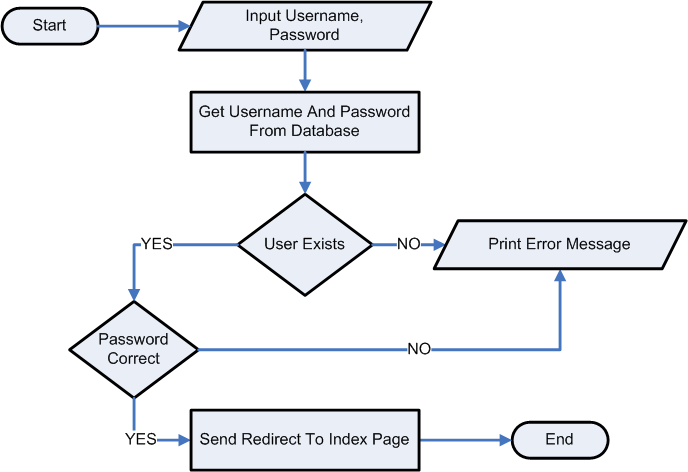 Start
Input Username,
Password
Get Username And Password
From Database
User Exists
YES
NO
Print Error Message
Password
Correct
NO
YES
Send Redirect To Index Page
End